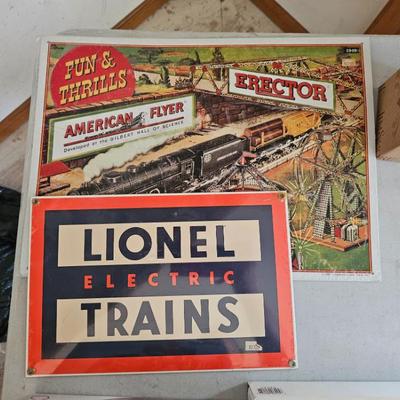 FUN &
THRILLS
ERECTOR
AMERICAN FLYER
Developed at the GILBERT HALL OF SCIENCE
LIONEL
ELECTRIC
TRAINS